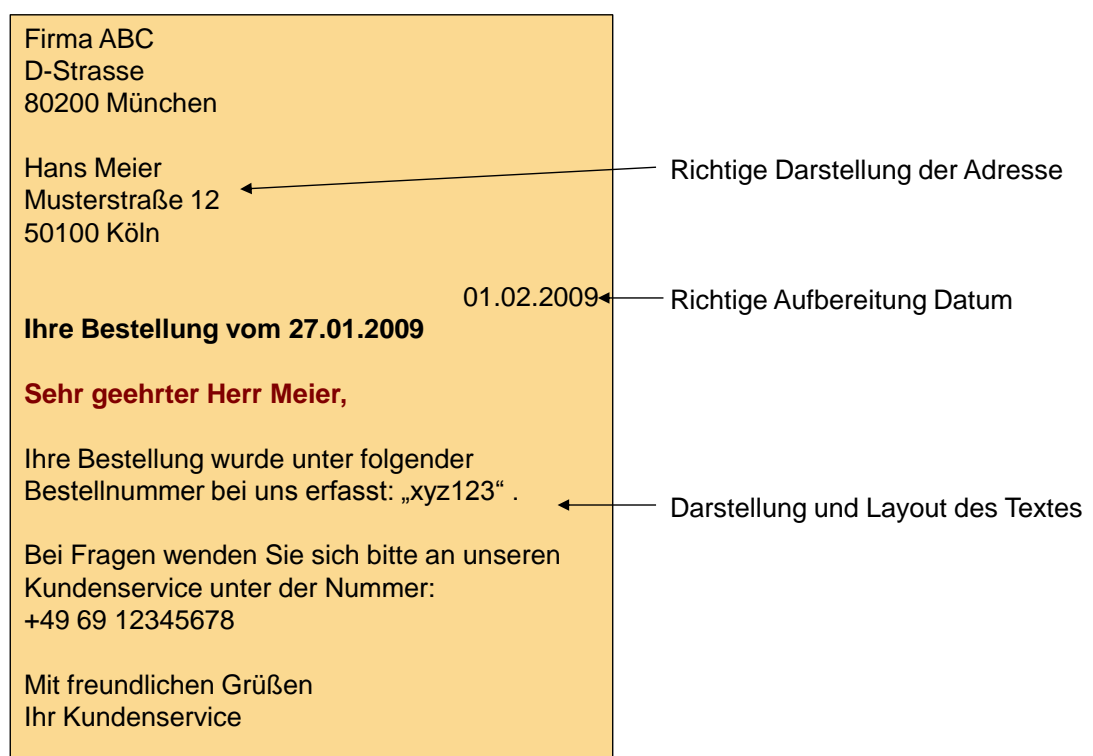 Firma ABC
D-Strasse
80200 München
Hans Meier
Musterstraße 12
50100 Köln
Richtige Darstellung der Adresse
01.02.2009
Richtige Aufbereitung Datum
Ihre Bestellung vom 27.01.2009
Sehr geehrter Herr Meier,
Ihre Bestellung wurde unter folgender
Bestellnummer bei uns erfasst: „xyz123“ .
Darstellung und Layout des Textes
Bei Fragen wenden Sie sich bitte an unseren
Kundenservice unter der Nummer:
+49 69 12345678
Mit freundlichen Grüßen
Ihr Kundenservice